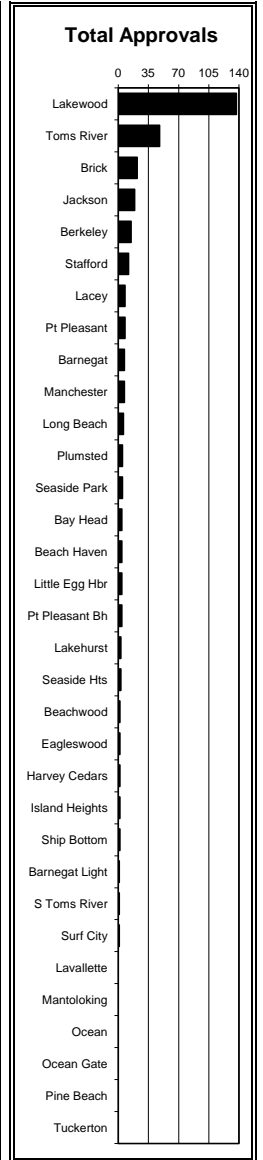 Total Approvals
0 35 70 105 140
Lakewood
Toms River
Brick
Jackson
Berkeley
Stafford
Lacey
Pt Pleasant
Barnegat
Manchester
Long Beach
Plumsted
Seaside Park
Bay Head
Beach Haven
Little Egg Hbr
Pt Pleasant Bh
Lakehurst
Seaside Hts
Beachwood
Eagleswood
Harvey Cedars
Island Heights
Ship Bottom
Barnegat Light
S Toms River
Surf City
Lavallette
Mantoloking
Ocean
Ocean Gate
Pine Beach
Tuckerton